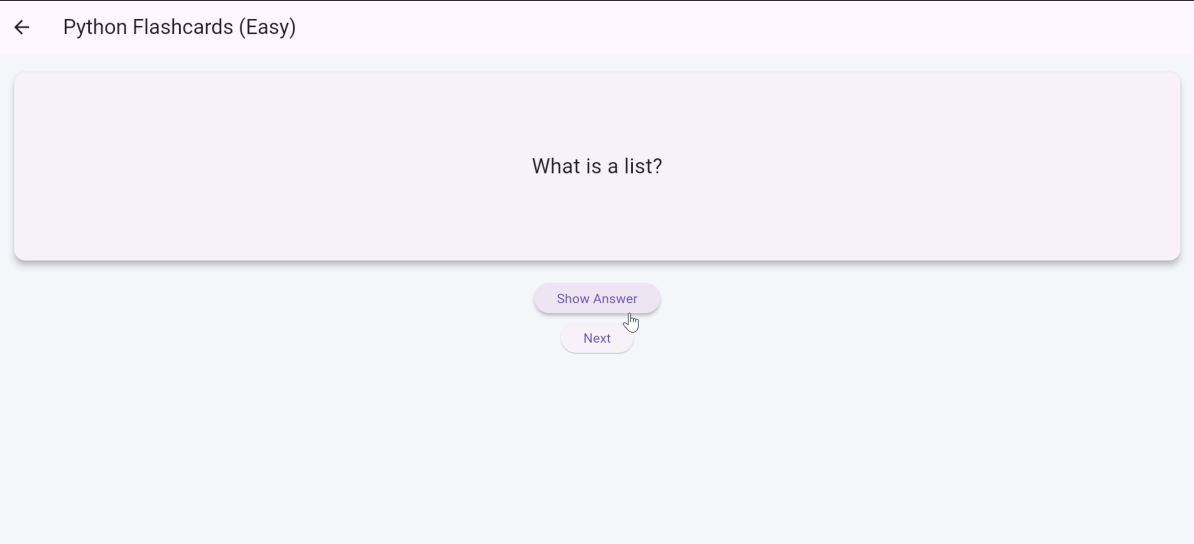 Python Flashcards (Easy)
What is a list?
Show Answer
Next